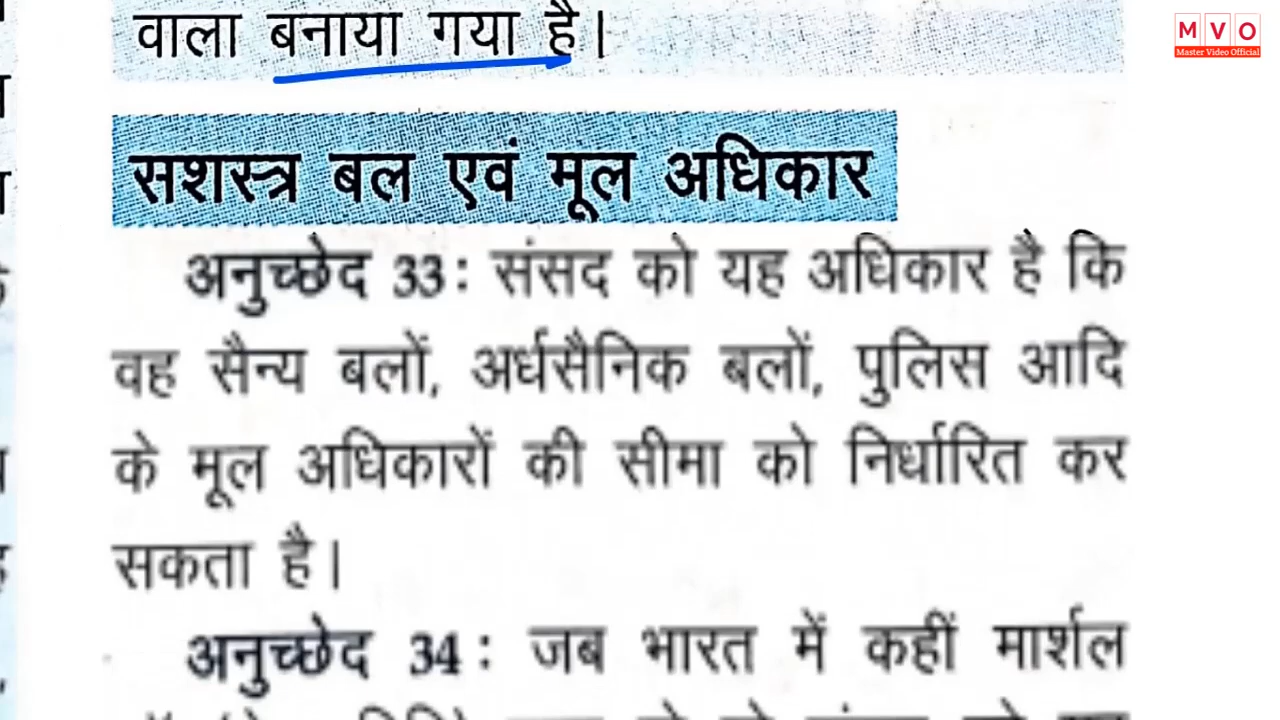 वाला बनाया गया है।
M V O
Master Video Official
सशस्त्र बल एवं मूल अधिकार
अनुच्छेद 33: संसद को यह अधिकार है कि
वह सैन्य बलों, अर्धसैनिक बलों, पुलिस आदि
के मूल अधिकारों की सीमा को निर्धारित कर
सकता है।
अनुच्छेद 34: जब भारत में कहीं मार्शल